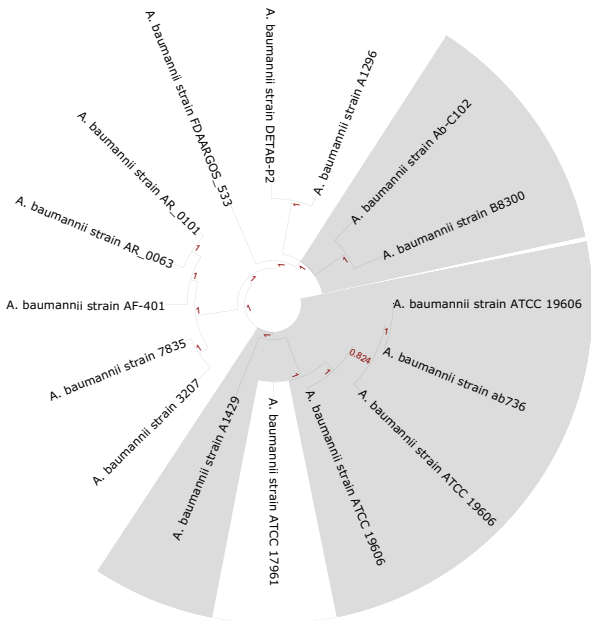 A. baumannii strain FDAARGOS_533
A. baumannii strain DETAB-P2
A. baumannii strain A1296
A. baumannii strain Ab-C102
A. baumannii strain B8300
A. baumannii strain ATCC 19606
A. baumannii strain ab736
A. baumannii strain ATCC 19606
A. baumannii strain ATCC 19606
A. baumannii strain ATCC 17961
A. baumannii strain A1429
A. baumannii strain 3207
A. baumannii strain 7835
A. baumannii strain AF-401
A. baumannii strain AR_0063
A. baumannii strain AR_0101
1
1
1
1
1
1
1
1
1
1
1
1
0.824
1